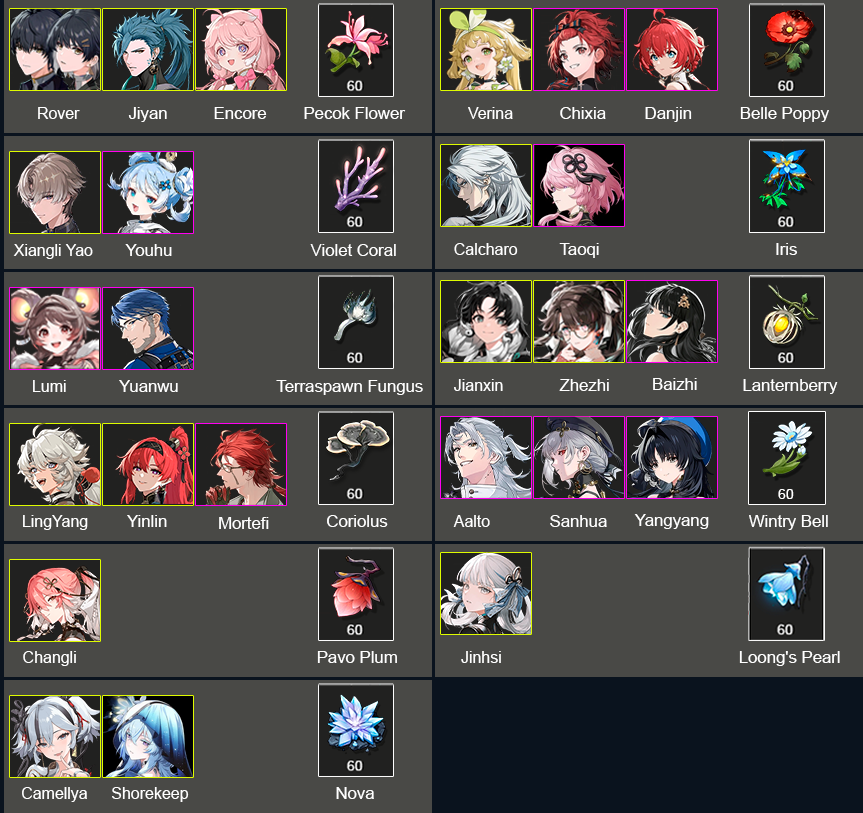 60
Rover Jiyan Encore Pecok Flower
60
Verina Chixia Danjin Belle Poppy
60
Xiangli Yao Youhu Violet Coral
60
Calcharo Taoqi Iris
60
Lumi Yuanwu Terraspawn Fungus
60
Jianxin Zhezhi Baizhi Lanternberry
60
LingYang Yinlin Mortefi Coriolus
60
Aalto Sanhua Yangyang Wintry Bell
60
Changli Pavo Plum
60
Jinhsi Loong's Pearl
60
Camellya Shorekeep Nova